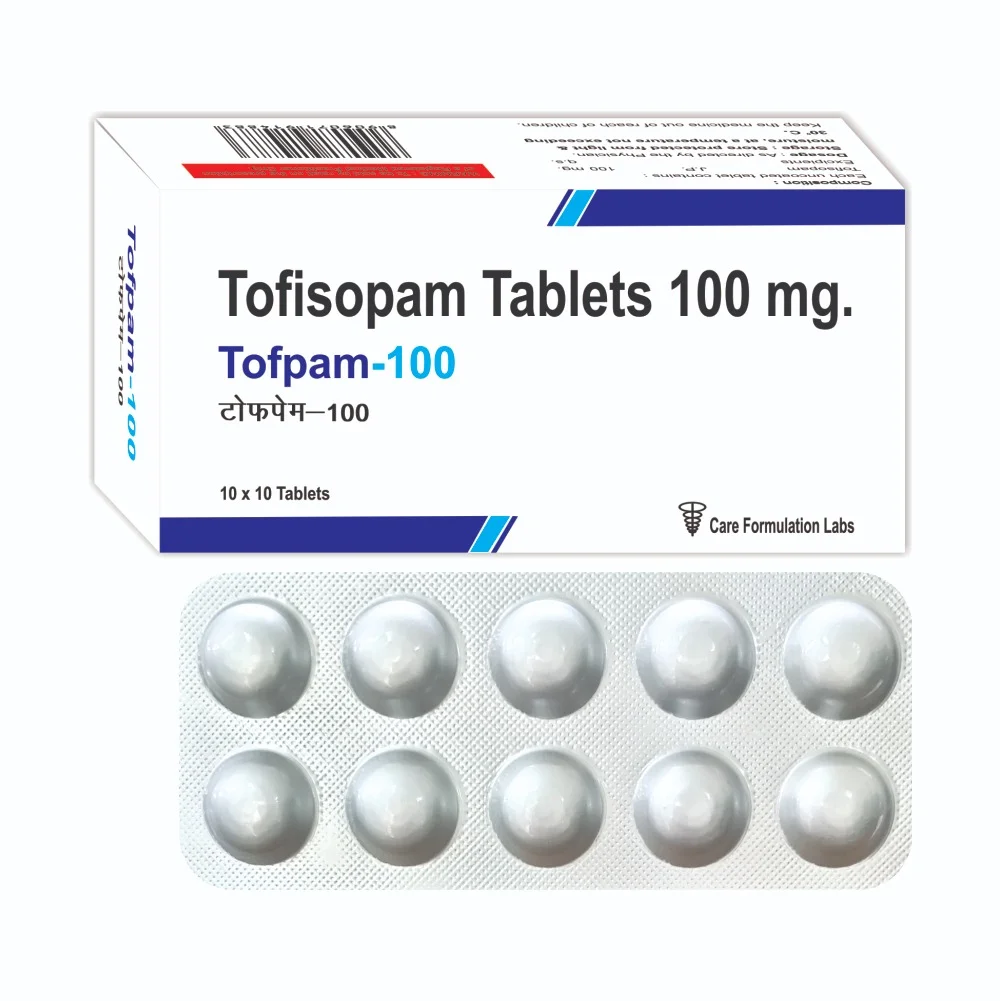 Composition :
Each uncoated tablet contains :
Tofisopam J.P. 100 mg.
Excipients q.s.
Dosage : As directed by the Physician.
Storage : Store protected from light &
moisture, at a temperature not exceeding
30° C.
Keep the medicine out of reach of children.
Tofisopam Tablets 100 mg.
Tofpam-100
टोफपेम–100
10 x 10 Tablets
Care Formulation Labs
Tofpam-100
टोफपेम–100